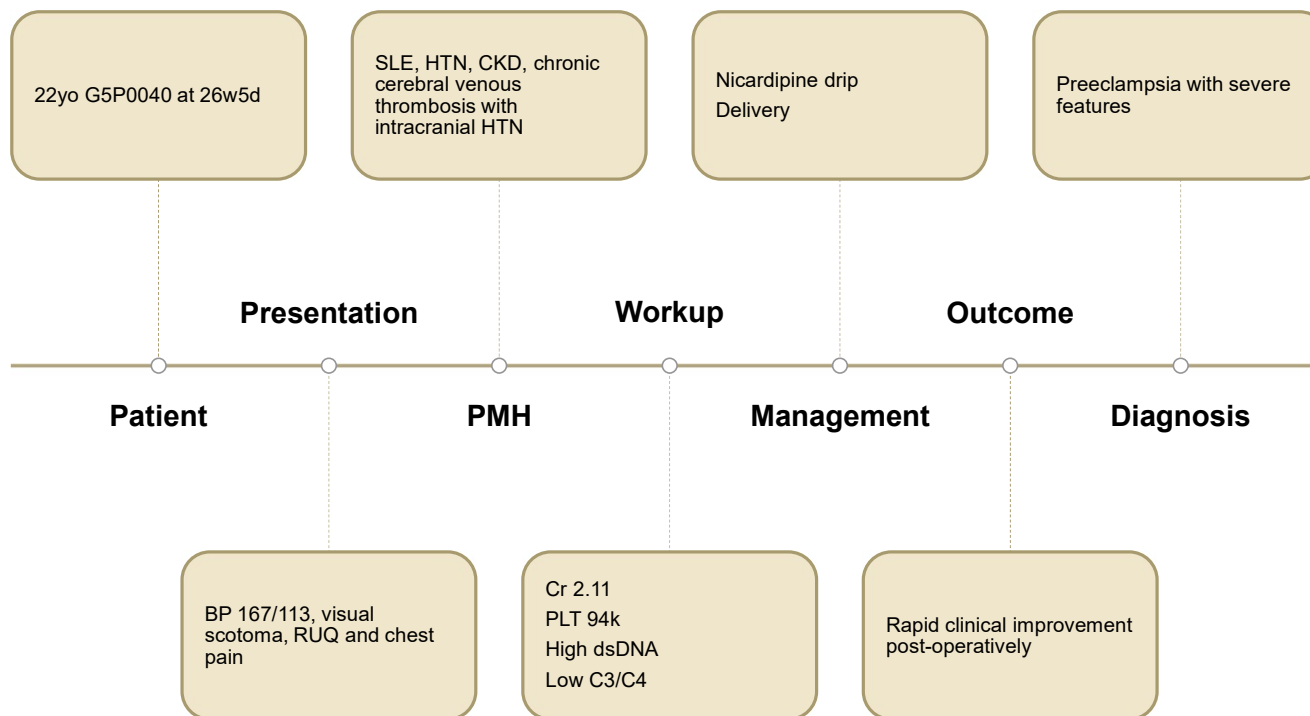 22yo G5P0040 at 26w5d
SLE, HTN, CKD, chronic
cerebral venous
thrombosis with
intracranial HTN
Nicardipine drip
Delivery
Preeclampsia with severe
features
Presentation
Workup
Outcome
Patient
PMH
Management
Diagnosis
BP 167/113, visual
scotoma, RUQ and chest
pain
Cr 2.11
PLT 94k
High dsDNA
Low C3/C4
Rapid clinical improvement
post-operatively